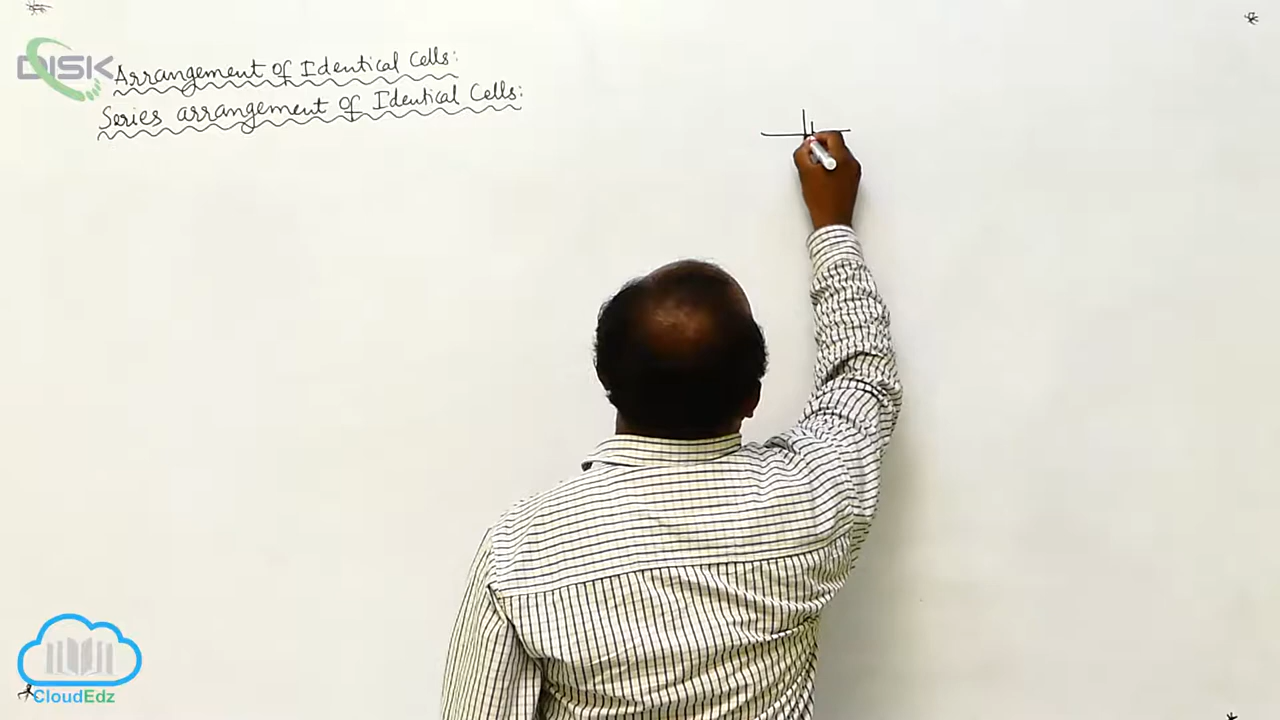 DISK
Arrangement of Identical Cells:
Series arrangement of Identical Cells:
CloudEdz